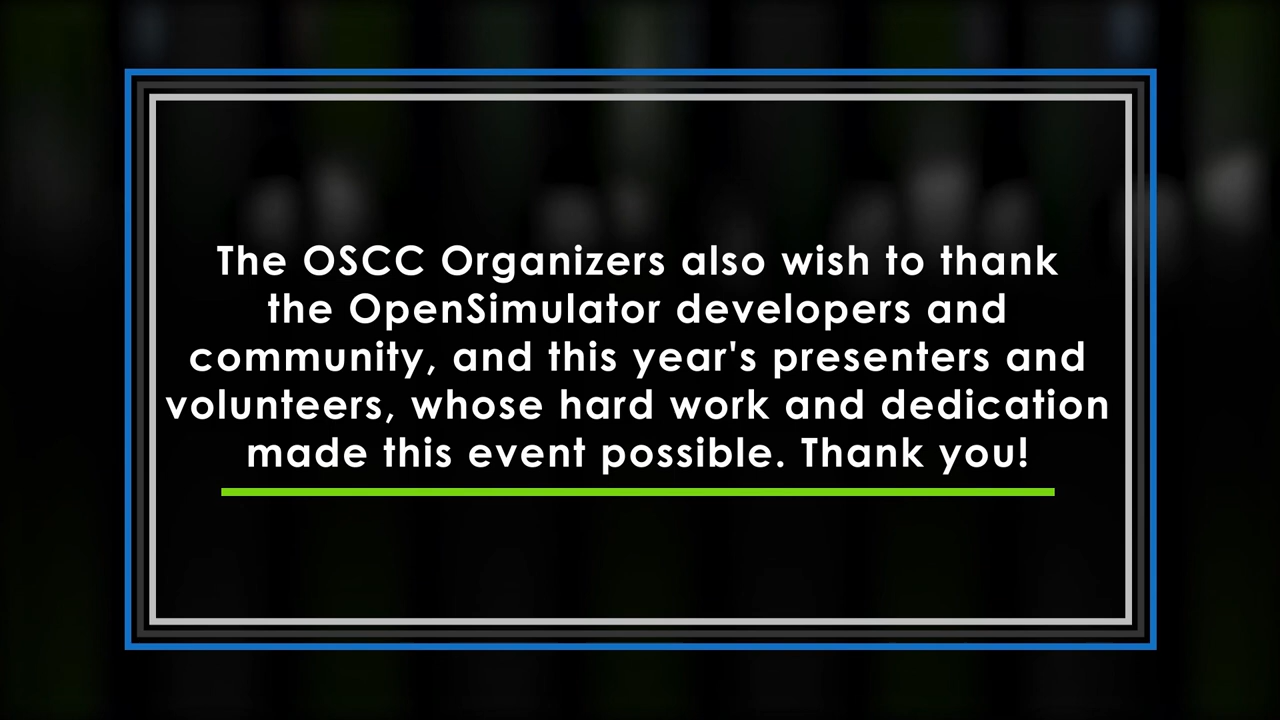 The OSCC Organizers also wish to thank
the OpenSimulator developers and
community, and this year's presenters and
volunteers, whose hard work and dedication
made this event possible. Thank you!